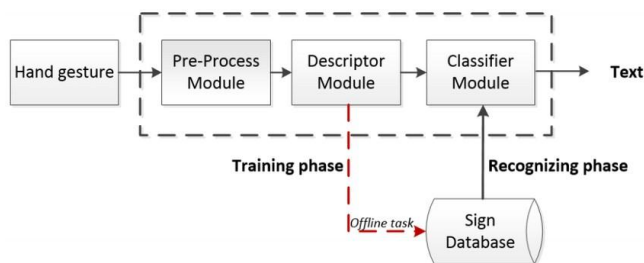 Hand gesture
Pre-Process
Module
Descriptor
Module
Classifier
Module
Text
Training phase
Recognizing phase
Offline task
Sign
Database